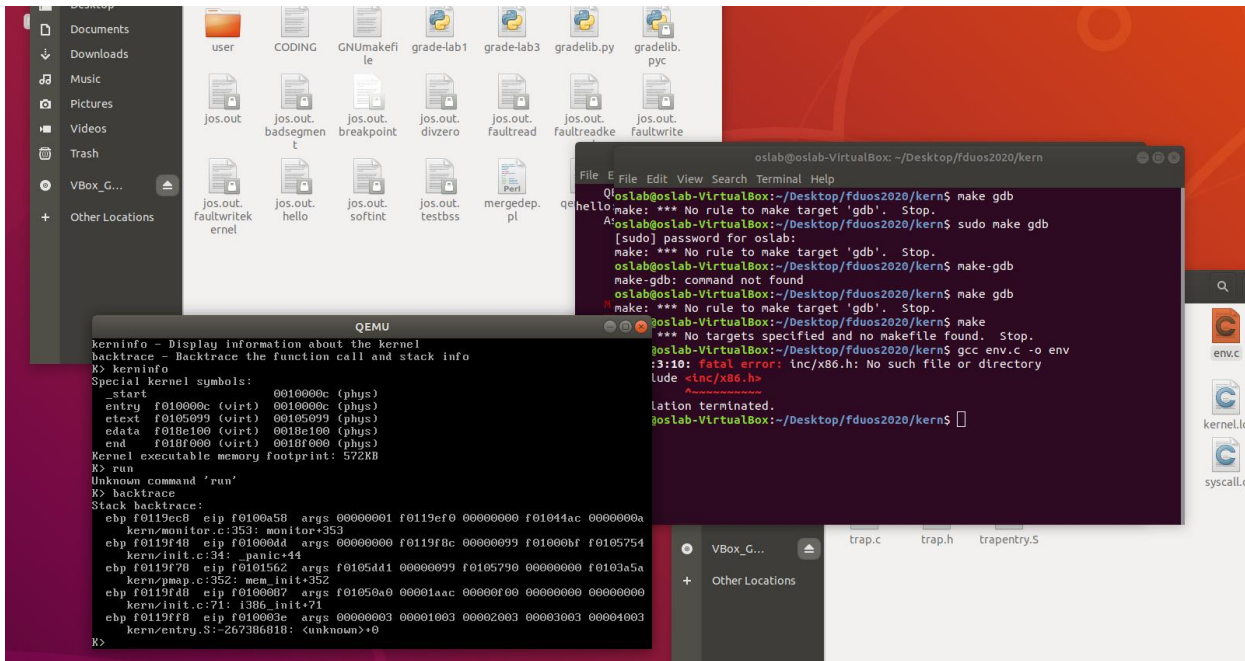 Desktop
Documents
Downloads
Music
Pictures
Videos
Trash
VBox_G...
+ Other Locations
user
CODING
GNUmakefi
le
grade-lab1
grade-lab3
gradelib.py
gradelib.
pyc
jos.out
jos.out.
badsegmen
t
jos.out.
breakpoint
jos.out.
divzero
jos.out.
faultread
jos.out.
faultreadke
jos.out.
faultwrite
jos.out.
faultwritek
ernel
jos.out.
hello
jos.out.
softint
jos.out.
testbss
Perl
mergedep.
pl
File E
hello
oslab@oslab-VirtualBox: ~/Desktop/fduos2020/kern
File Edit View Search Terminal Help
oslab@oslab-VirtualBox:~/Desktop/fduos2020/kern$ make gdb
make: *** No rule to make target 'gdb'.  Stop.
oslab@oslab-VirtualBox:~/Desktop/fduos2020/kern$ sudo make gdb
[sudo] password for oslab:
make: *** No rule to make target 'gdb'.  Stop.
oslab@oslab-VirtualBox:~/Desktop/fduos2020/kern$ make-gdb
make-gdb: command not found
oslab@oslab-VirtualBox:~/Desktop/fduos2020/kern$ make gdb
make: *** No rule to make target 'gdb'.  Stop.
oslab-VirtualBox:~/Desktop/fduos2020/kern$ make
*** No targets specified and no makefile found.  Stop.
oslab-VirtualBox:~/Desktop/fduos2020/kern$ gcc env.c -o env
:3:10: fatal error: inc/x86.h: No such file or directory
lude <inc/x86.h>
^~~~~~~~~~~
lation terminated.
oslab-VirtualBox:~/Desktop/fduos2020/kern$
QEMU
kerninfo - Display information about the kernel
backtrace - Backtrace the function call and stack info
K> kerninfo
Special kernel symbols:
_start 0010000c (phys)
entry f010000c (virt) 0010000c (phys)
etext f0105099 (virt) 00105099 (phys)
edata f018e100 (virt) 0018e100 (phys)
end f018f000 (virt) 0018f000 (phys)
Kernel executable memory footprint: 572KB
K> run
Unknown command 'run'
K> backtrace
Stack backtrace:
ebp f0119ec8 eip f0100a58 args 00000001 f0119ef0 00000000 f01044ac 0000000a
kern/monitor.c:353: monitor+353
ebp f0119f48 eip f01000dd args 00000000 f0119f8c 00000099 f01000bf f0105754
kern/init.c:34: _panic+44
ebp f0119f78 eip f0101562 args f0105dd1 00000099 f0105790 00000000 f0103a5a
kern/pmap.c:352: mem_init+352
ebp f0119fd8 eip f0100087 args f01050a0 00001aac 00000f00 00000000 00000000
kern/init.c:71: i386_init+71
ebp f0119ff8 eip f010003e args 00000003 00001003 00002003 00003003 00004003
kern/entry.S:-267386818: <unknown>+0
K>
env.c
kernel.l
syscall.
trap.c
trap.h
trapentry.S
VBox_G...
+ Other Locations